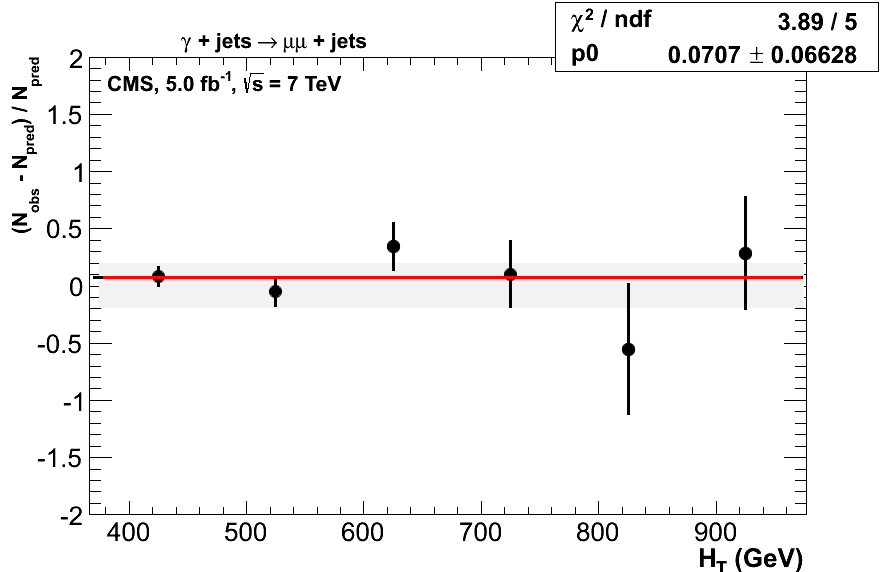 γ + jets → μμ + jets
χ² / ndf 3.89 / 5
p0 0.0707 ± 0.06628
CMS, 5.0 fb⁻¹, √s = 7 TeV
(N_obs - N_pred) / N_pred
2
1.5
1
0.5
0
-0.5
-1
-1.5
-2
400 500 600 700 800 900
H_T (GeV)